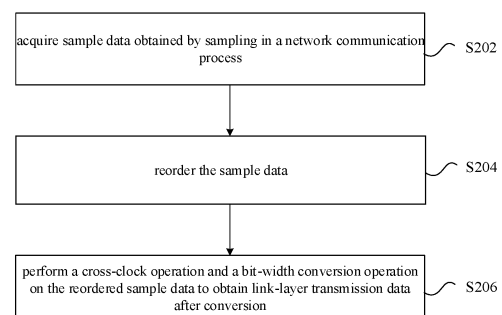 acquire sample data obtained by sampling in a network communication
process
S202
reorder the sample data
S204
perform a cross-clock operation and a bit-width conversion operation
on the reordered sample data to obtain link-layer transmission data
after conversion
S206